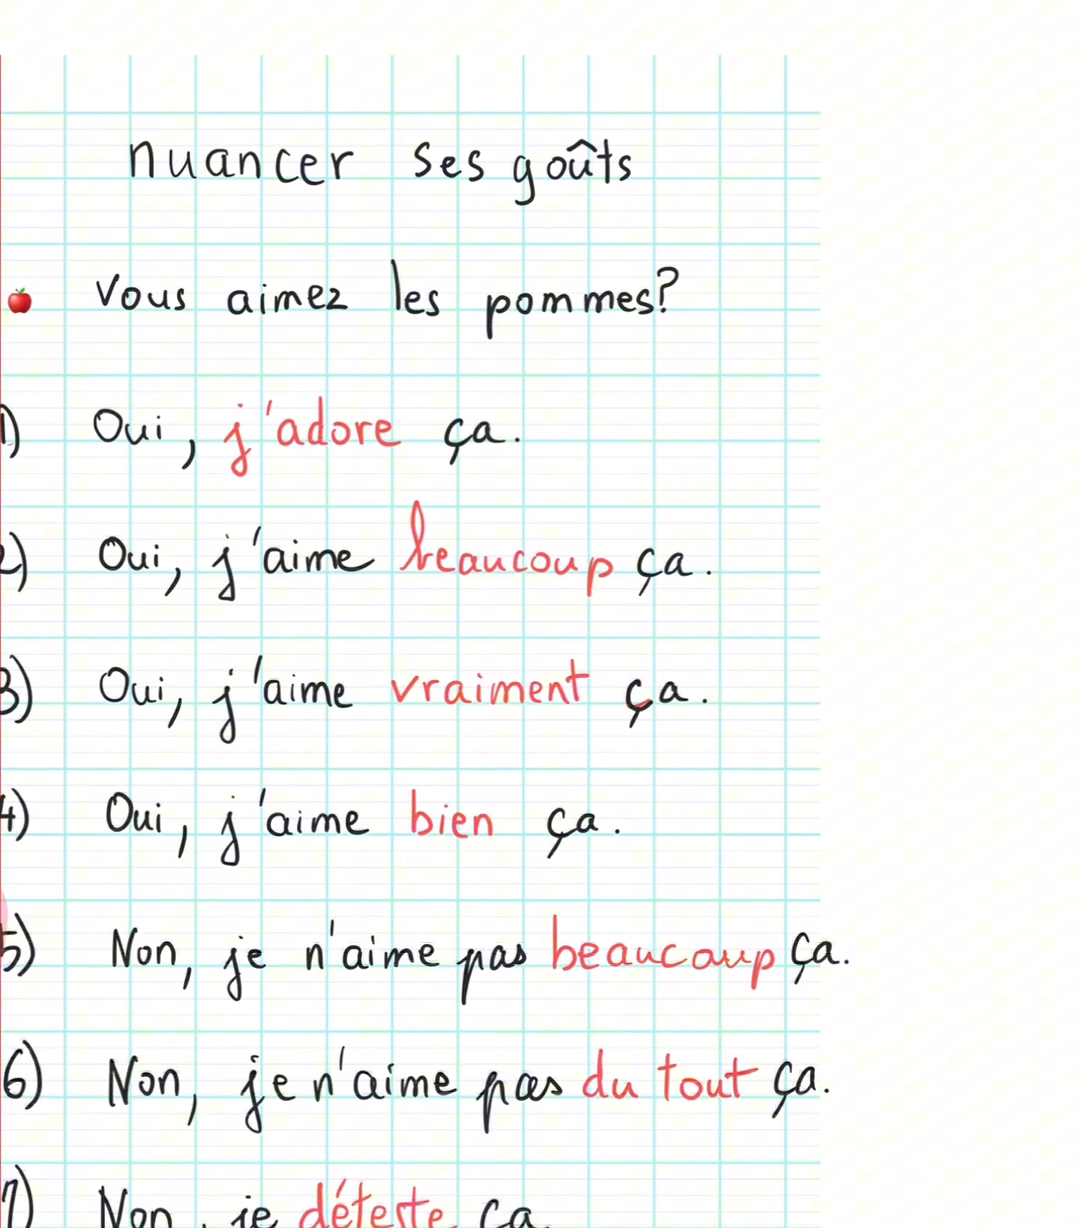 nuancer ses goûts
Vous aimez les pommes?
1) Oui, j'adore ça.
2) Oui, j'aime beaucoup ça.
3) Oui, j'aime vraiment ça.
4) Oui, j'aime bien ça.
5) Non, je n'aime pas beaucoup ça.
6) Non, je n'aime pas du tout ça.
7) Non, je déteste ça